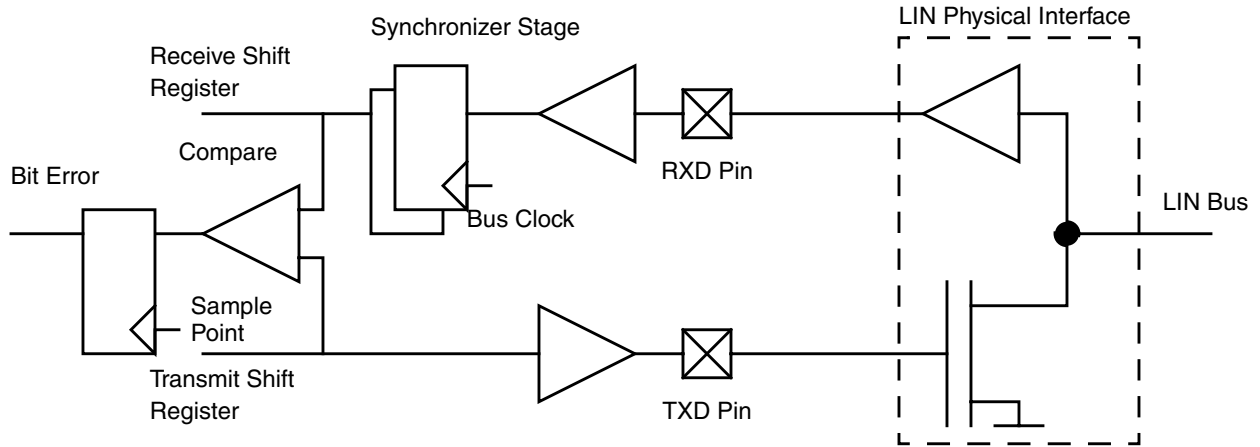 LIN Physical Interface
Synchronizer Stage
Receive Shift
Register
Compare
RXD Pin
Bit Error
Bus Clock
LIN Bus
Sample
Point
Transmit Shift
Register
TXD Pin